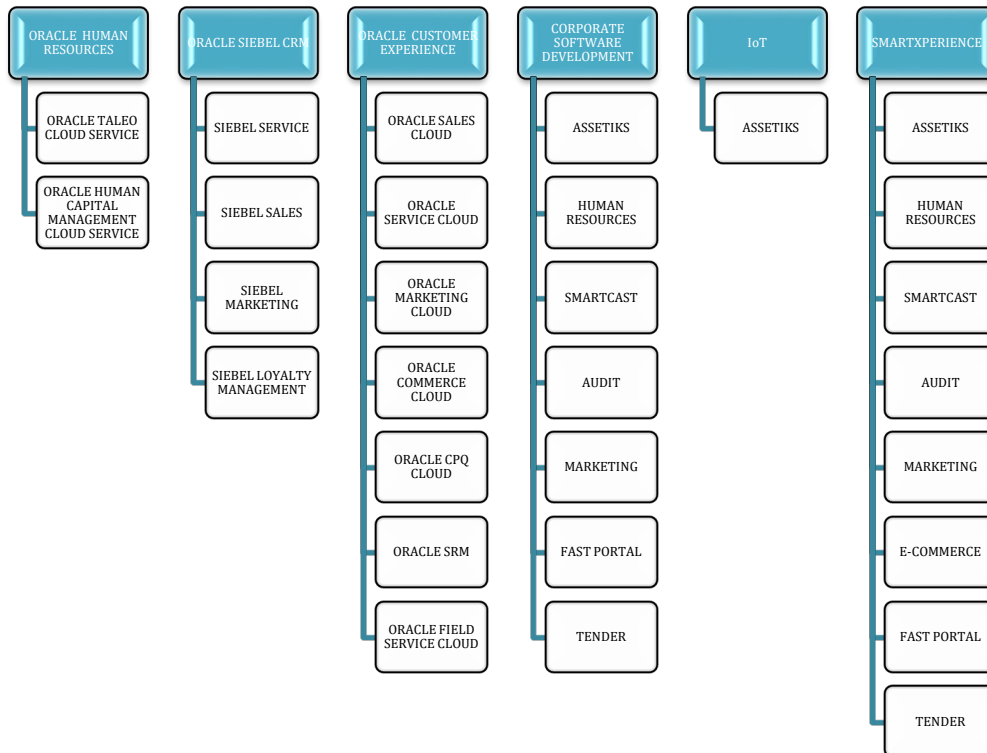 ORACLE HUMAN
RESOURCES
ORACLE TALEO
CLOUD SERVICE
ORACLE HUMAN
CAPITAL
MANAGEMENT
CLOUD SERVICE
ORACLE SIEBEL CRM
SIEBEL SERVICE
SIEBEL SALES
SIEBEL
MARKETING
SIEBEL LOYALTY
MANAGEMENT
ORACLE CUSTOMER
EXPERIENCE
ORACLE SALES
CLOUD
ORACLE
SERVICE CLOUD
ORACLE
MARKETING
CLOUD
ORACLE
COMMERCE
CLOUD
ORACLE CPQ
CLOUD
ORACLE SRM
ORACLE FIELD
SERVICE CLOUD
CORPORATE
SOFTWARE
DEVELOPMENT
ASSETIKS
HUMAN
RESOURCES
SMARTCAST
AUDIT
MARKETING
FAST PORTAL
TENDER
IoT
ASSETIKS
SMARTXPERIENCE
ASSETIKS
HUMAN
RESOURCES
SMARTCAST
AUDIT
MARKETING
E-COMMERCE
FAST PORTAL
TENDER